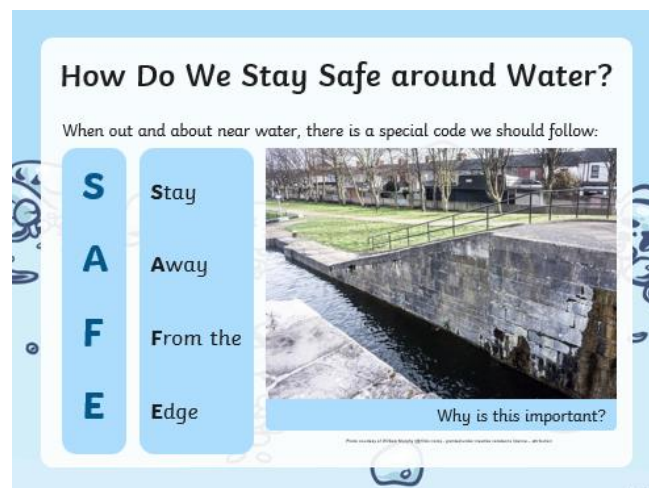 How Do We Stay Safe around Water?
When out and about near water, there is a special code we should follow:
S
Stay
A
Away
F
From the
E
Edge
Why is this important?